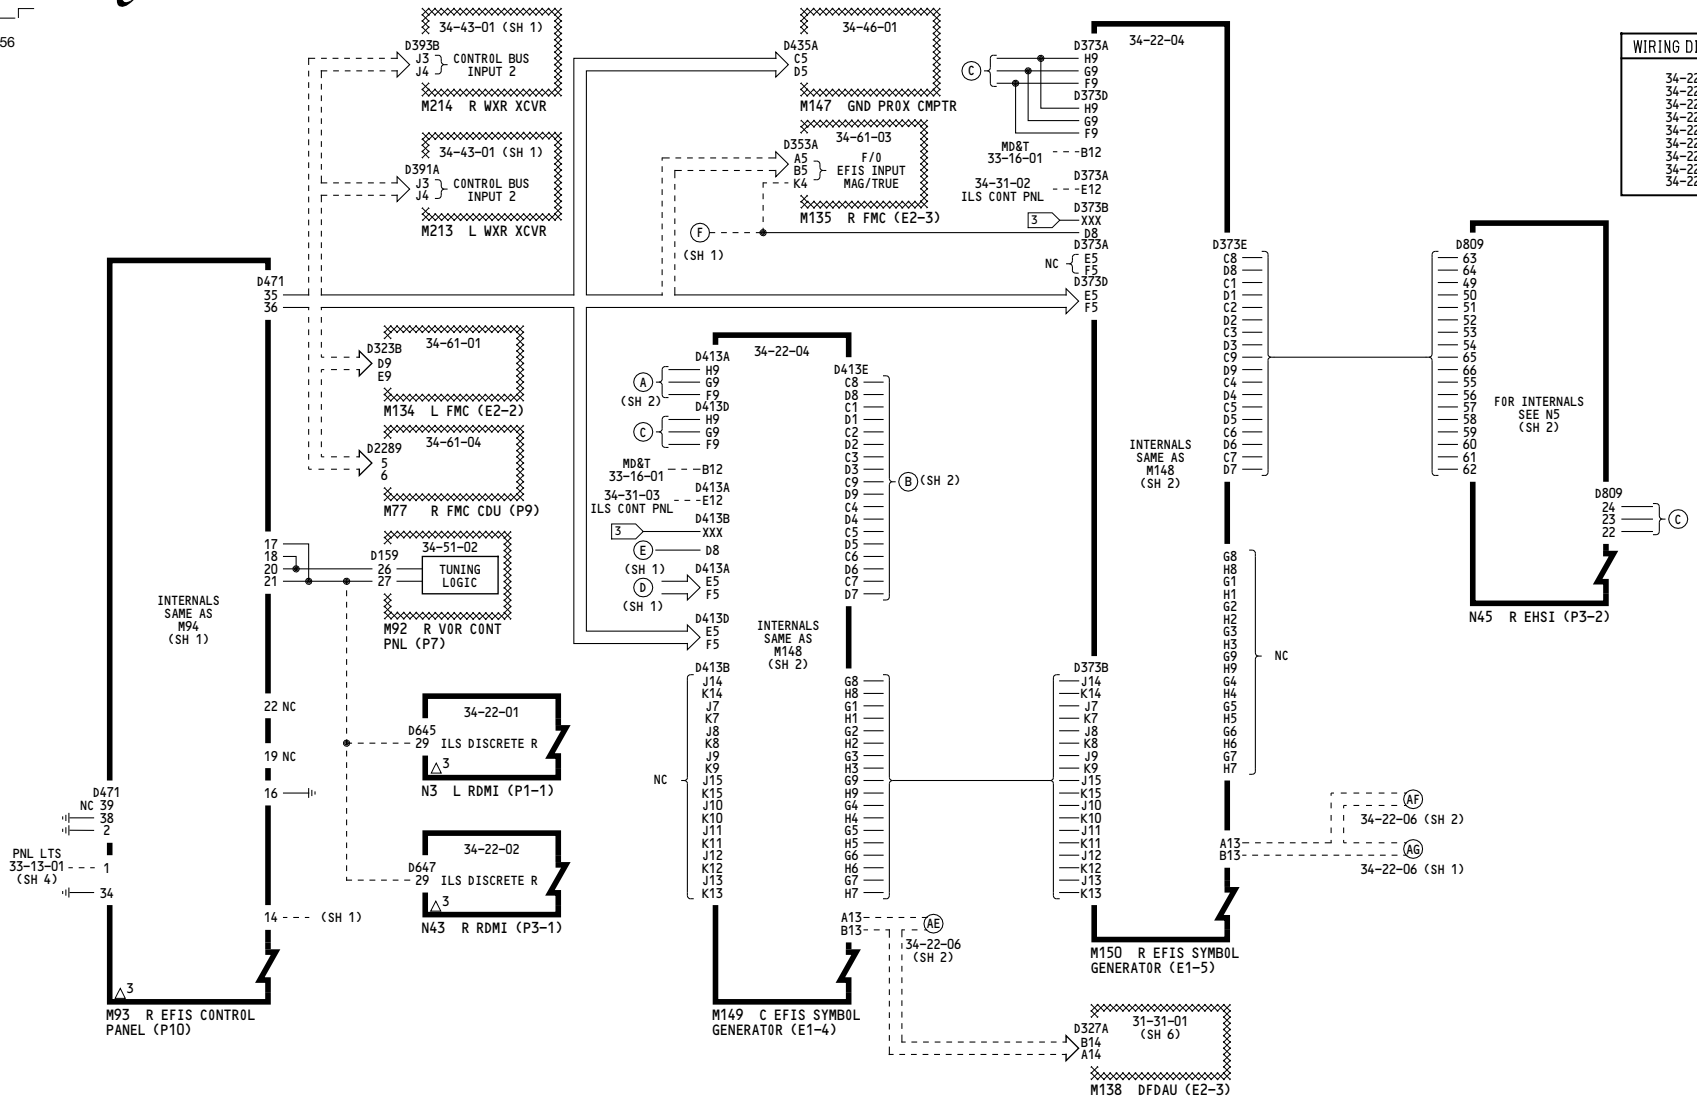 56
34-43-01 (SH 1)
D393B
J3
J4
CONTROL BUS
INPUT 2
M214 R WXR XCVR
34-43-01 (SH 1)
D391A
J3
J4
CONTROL BUS
INPUT 2
M213 L WXR XCVR
34-46-01
D435A
C5
D5
M147 GND PROX CMPTR
34-61-03
D353A
A5
B5
K4
F/O
EFIS INPUT
MAG/TRUE
M135 R FMC (E2-3)
F
(SH 1)
34-22-04
C
D373A
H9
G9
F9
D373D
H9
G9
F9
MD&T
33-16-01
B12
34-31-02
ILS CONT PNL
D373A
E12
3
D373B
XXX
D8
D373A
NC
E5
F5
D373D
E5
F5
INTERNALS
SAME AS
M148
(SH 2)
D373E
C8
D8
C1
D1
C2
D2
C3
D3
C9
D9
C4
D4
C5
D5
C6
D6
C7
D7
G8
H8
G1
H1
G2
H2
G3
H3
G9
H9
G4
H4
G5
H5
G6
H6
G7
H7
NC
D373B
J14
K14
J7
K7
J8
K8
J9
K9
J15
K15
J10
K10
J11
K11
J12
K12
J13
K13
A13
B13
AF
34-22-06 (SH 2)
AG
34-22-06 (SH 1)
M150 R EFIS SYMBOL
GENERATOR (E1-5)
WIRING DI
34-22
34-22
34-22
34-22
34-22
34-22
34-22
34-22
34-22
D809
63
64
49
50
51
52
53
54
65
66
55
56
57
58
59
60
61
62
FOR INTERNALS
SEE N5
(SH 2)
D809
24
23
22
C
N45 R EHSI (P3-2)
D471
35
36
17
18
20
21
INTERNALS
SAME AS
M94
(SH 1)
22 NC
19 NC
16
14
(SH 1)
D471
NC 39
38
2
PNL LTS
33-13-01
(SH 4)
1
34
3
M93 R EFIS CONTROL
PANEL (P10)
34-61-01
D323B
D9
E9
M134 L FMC (E2-2)
34-61-04
D2289
5
6
M77 R FMC CDU (P9)
34-51-02
D159
26
27
TUNING
LOGIC
M92 R VOR CONT
PNL (P7)
34-22-01
D645
29 ILS DISCRETE R
3
N3 L RDMI (P1-1)
34-22-02
D647
29 ILS DISCRETE R
3
N43 R RDMI (P3-1)
34-22-04
D413A
A
(SH 2)
H9
G9
F9
D413D
C
H9
G9
F9
MD&T
33-16-01
B12
34-31-03
ILS CONT PNL
D413A
E12
3
D413B
XXX
E
(SH 1)
D8
D413A
D
(SH 1)
E5
F5
D413D
E5
F5
INTERNALS
SAME AS
M148
(SH 2)
D413B
NC
J14
K14
J7
K7
J8
K8
J9
K9
J15
K15
J10
K10
J11
K11
J12
K12
J13
K13
D413E
C8
D8
C1
D1
C2
D2
C3
D3
C9
D9
C4
D4
C5
D5
C6
D6
C7
D7
B (SH 2)
G8
H8
G1
H1
G2
H2
G3
H3
G9
H9
G4
H4
G5
H5
G6
H6
G7
H7
A13
B13
AE
34-22-06
(SH 2)
M149 C EFIS SYMBOL
GENERATOR (E1-4)
31-31-01
(SH 6)
D327A
B14
A14
M138 DFDAU (E2-3)